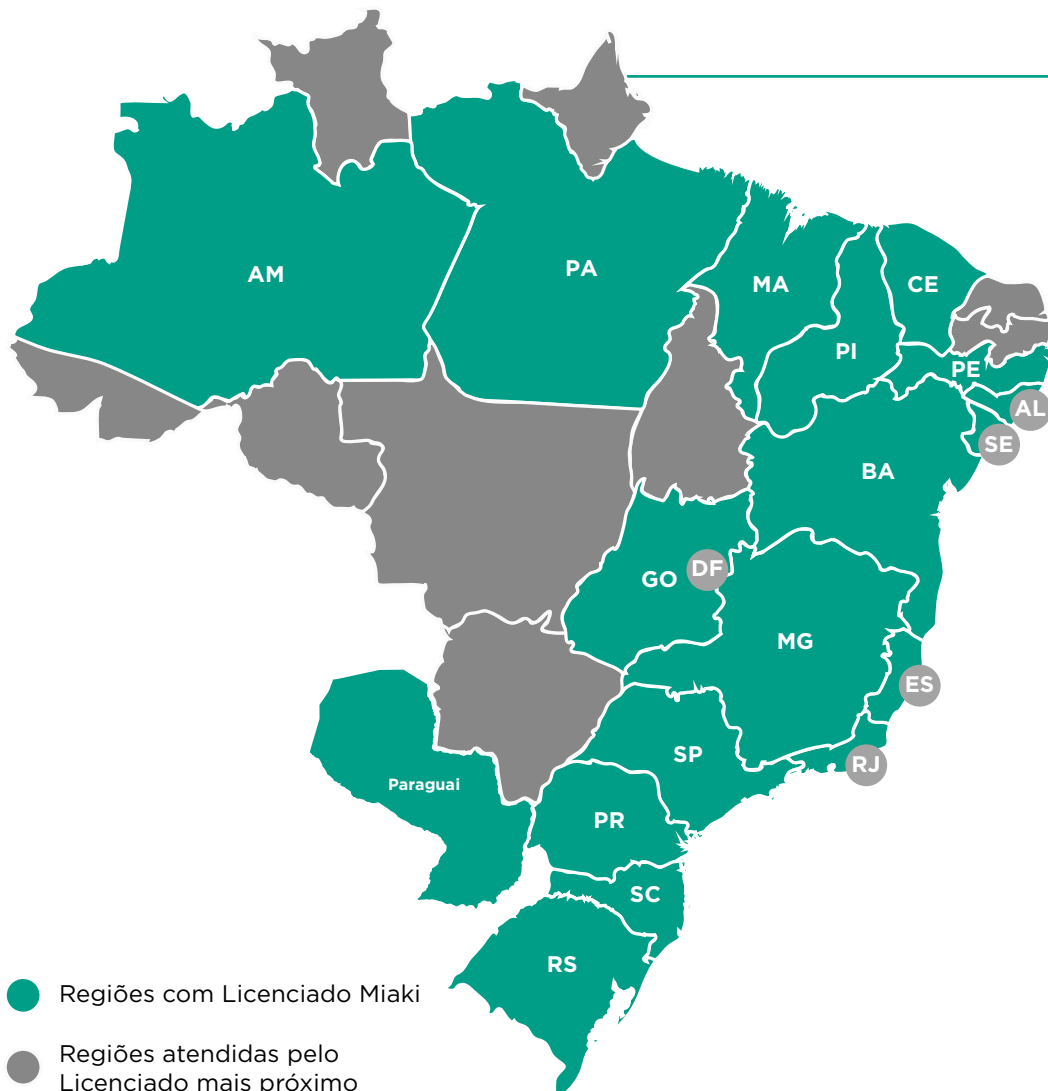 AM
PA
MA
CE
PI
PE
AL
SE
BA
GO
DF
MG
ES
SP
RJ
Paraguai
PR
SC
RS
Regiões com Licenciado Miaki
Regiões atendidas pelo
Licenciado mais próximo